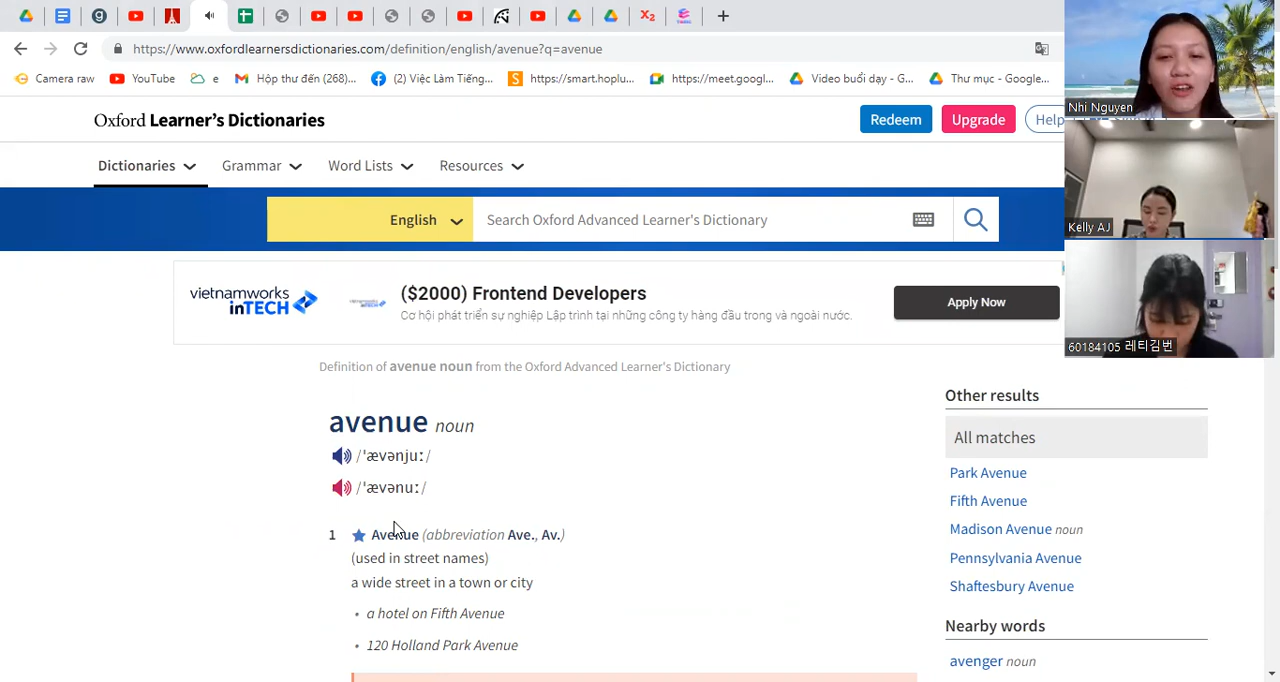 https://www.oxfordlearnersdictionaries.com/definition/english/avenue?q=avenue
Camera raw
YouTube
e
Hộp thư đến (268)...
(2) Việc Làm Tiếng...
https://smart.hoplu...
https://meet.googl...
Video buổi dạy - G...
Thư mục - Google...
Oxford Learner's Dictionaries
Redeem
Upgrade
Help
Dictionaries
Grammar
Word Lists
Resources
English
Search Oxford Advanced Learner's Dictionary
vietnamworks
inTECH
($2000) Frontend Developers
Cơ hội phát triển sự nghiệp Lập trình tại những công ty hàng đầu trong và ngoài nước.
Apply Now
Definition of avenue noun from the Oxford Advanced Learner's Dictionary
avenue noun
/ˈævənjuː/
/ˈævənuː/
1 Avenue (abbreviation Ave., Av.)
(used in street names)
a wide street in a town or city
• a hotel on Fifth Avenue
• 120 Holland Park Avenue
Other results
All matches
Park Avenue
Fifth Avenue
Madison Avenue noun
Pennsylvania Avenue
Shaftesbury Avenue
Nearby words
avenger noun
Nhi Nguyen
Kelly AJ
60184105 레티김번